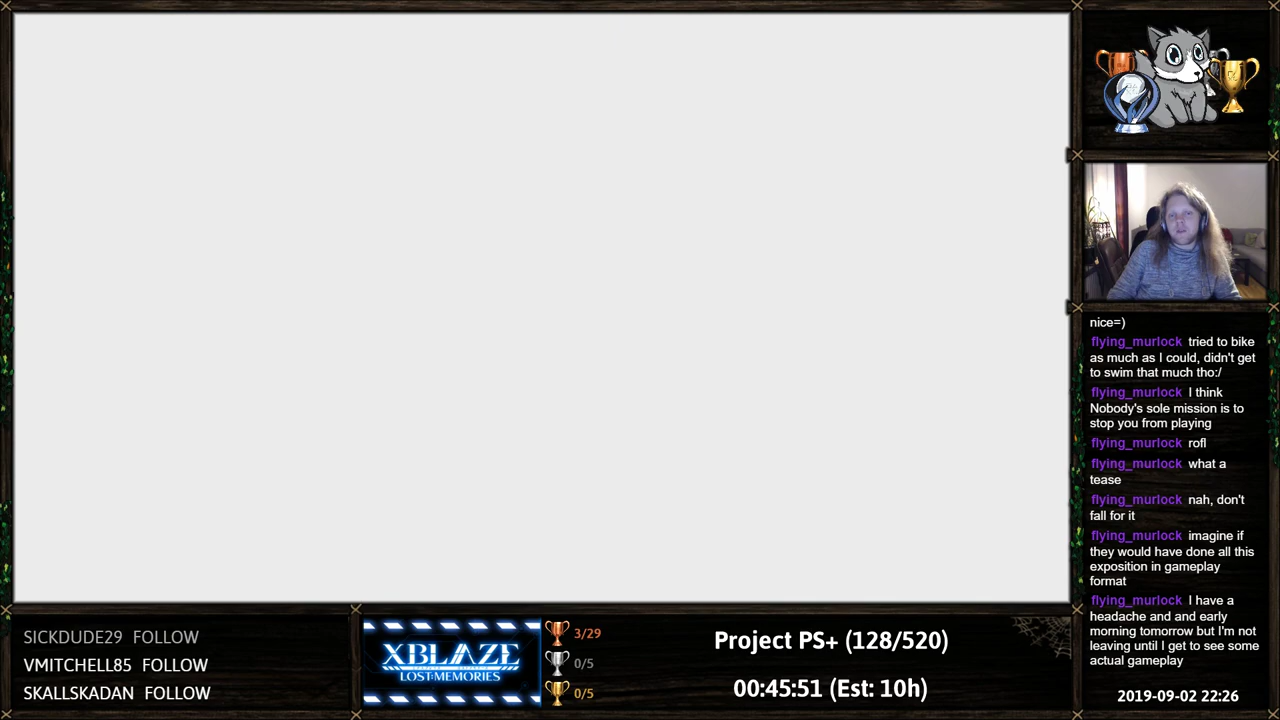 nice=)
flying_murlock tried to bike
as much as I could, didn't get
to swim that much tho:/
flying_murlock I think
Nobody's sole mission is to
stop you from playing
flying_murlock rofl
flying_murlock what a
tease
flying_murlock nah, don't
fall for it
flying_murlock imagine if
they would have done all this
exposition in gameplay
format
flying_murlock I have a
headache and and early
morning tomorrow but I'm not
leaving until I get to see some
actual gameplay
2019-09-02 22:26
SICKDUDE29 FOLLOW
VMITCHELL85 FOLLOW
SKALLSKADAN FOLLOW
XBLAZE
LOST:MEMORIES
3/29
0/5
0/5
Project PS+ (128/520)
00:45:51 (Est: 10h)